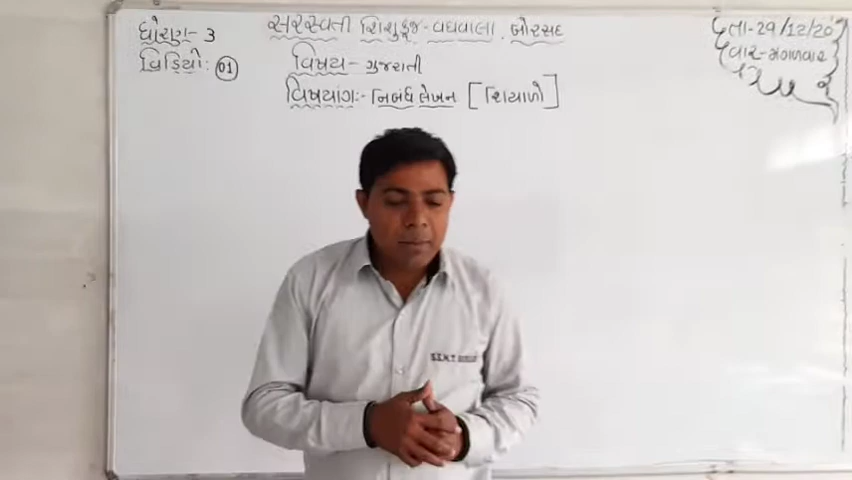 ધોરણ- 3
સરસ્વતી શિશુકુંજ-વઘવાલા, બોરસદ
તા-29/12/20
વિડિયો: 01
વિષય- ગુજરાતી
વાર-મંગળવાર
વિષયાંગ:- નિબંધ લેખન [શિયાળો]